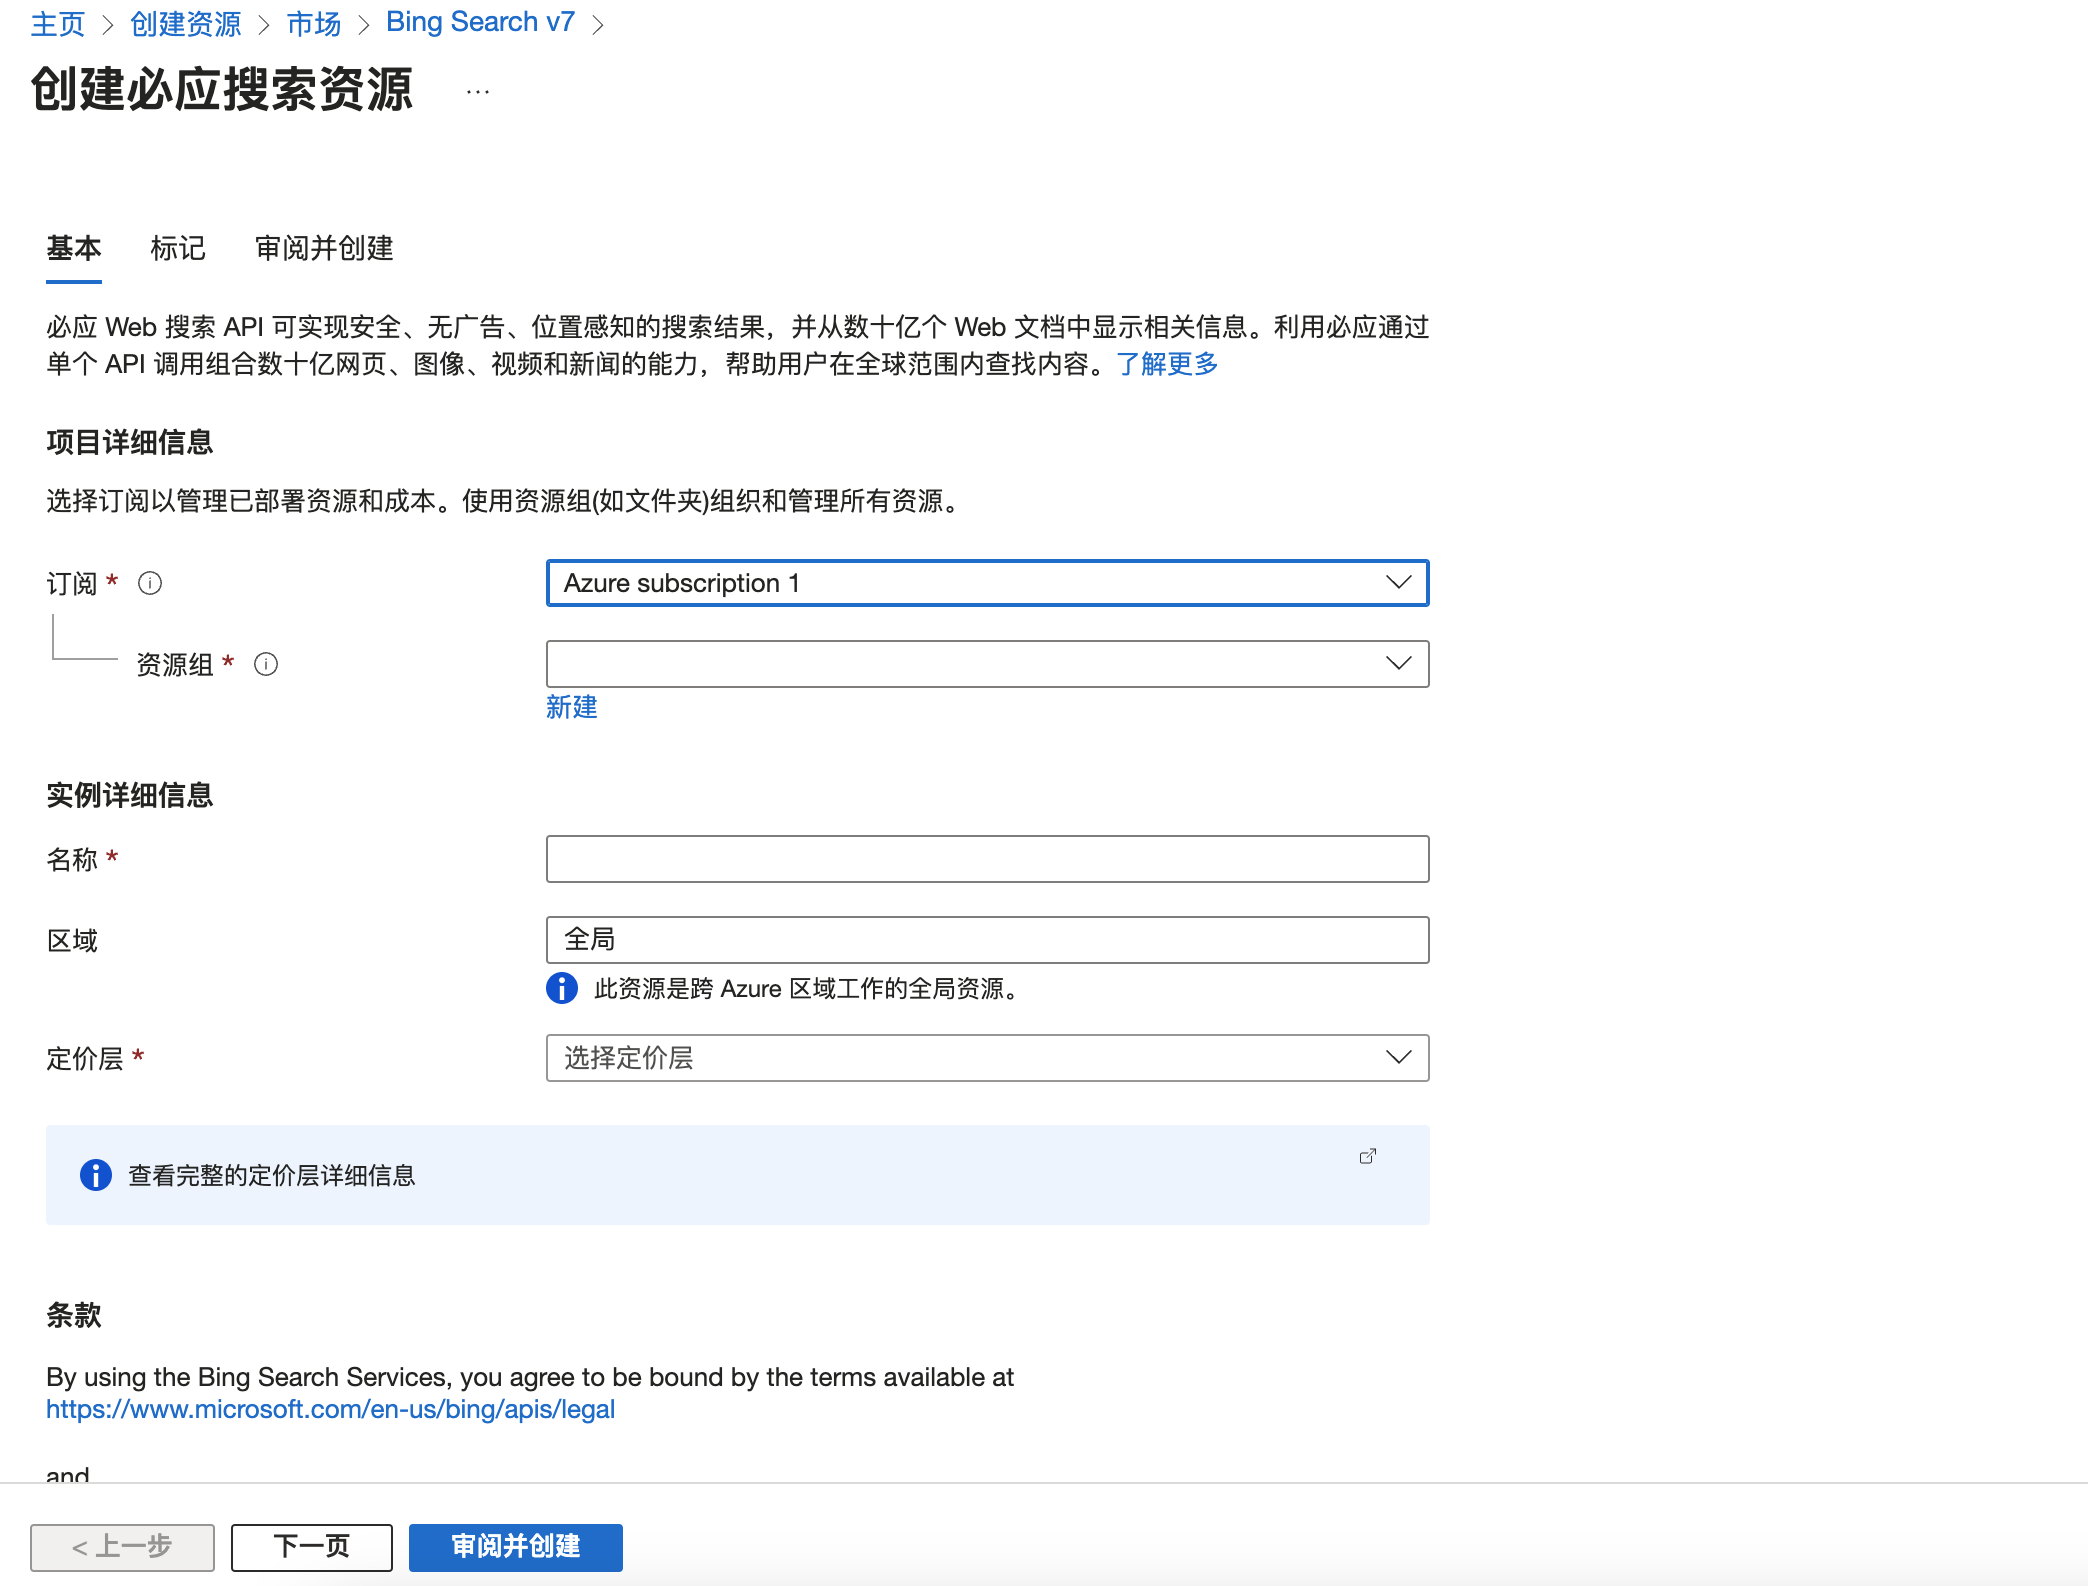 主页 > 创建资源 > 市场 > Bing Search v7 >
创建必应搜索资源 ...
基本 标记 审阅并创建
必应 Web 搜索 API 可实现安全、无广告、位置感知的搜索结果，并从数十亿个 Web 文档中显示相关信息。利用必应通过
单个 API 调用组合数十亿网页、图像、视频和新闻的能力，帮助用户在全球范围内查找内容。了解更多
项目详细信息
选择订阅以管理已部署资源和成本。使用资源组(如文件夹)组织和管理所有资源。
订阅 * Azure subscription 1
资源组 *
新建
实例详细信息
名称 *
区域 全局
此资源是跨 Azure 区域工作的全局资源。
定价层 * 选择定价层
查看完整的定价层详细信息
条款
By using the Bing Search Services, you agree to be bound by the terms available at
https://www.microsoft.com/en-us/bing/apis/legal
and
< 上一步 下一页 审阅并创建